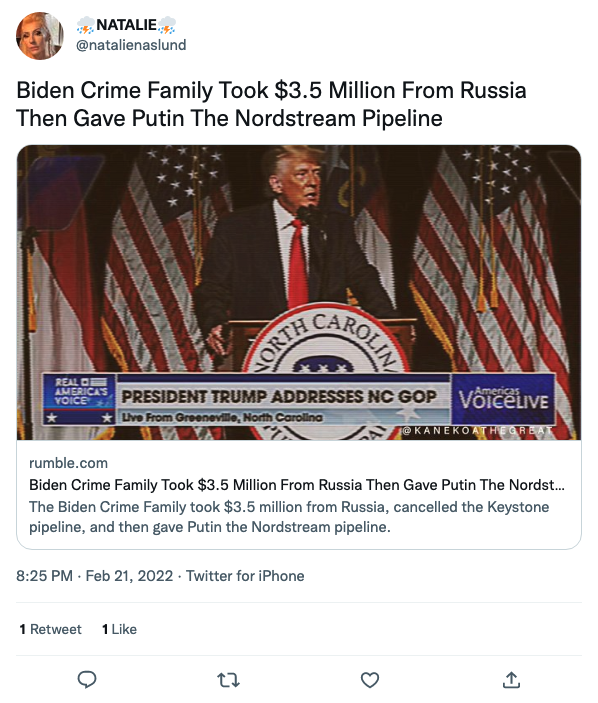 NATALIE
@natalienaslund
Biden Crime Family Took $3.5 Million From Russia
Then Gave Putin The Nordstream Pipeline
NORTH CAROLINA
REAL
AMERICA'S
VOICE
PRESIDENT TRUMP ADDRESSES NC GOP
Live From Greeneville, North Carolina
Americas
VOICELIVE
@KANEKOATHEGREAT
rumble.com
Biden Crime Family Took $3.5 Million From Russia Then Gave Putin The Nordst...
The Biden Crime Family took $3.5 million from Russia, cancelled the Keystone
pipeline, and then gave Putin the Nordstream pipeline.
8:25 PM · Feb 21, 2022 · Twitter for iPhone
1 Retweet 1 Like